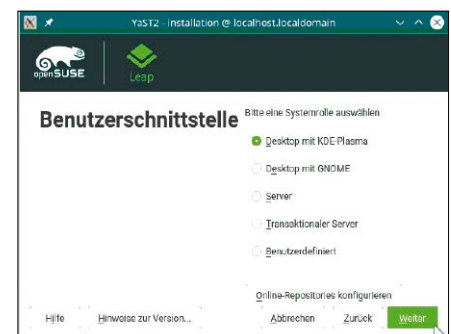 YaST2 - Installation @ localhost.localdomain
openSUSE
Leap
Benutzerschnittstelle
Bitte eine Systemrolle auswählen
Desktop mit KDE-Plasma
Desktop mit GNOME
Server
Transaktionaler Server
Benutzerdefiniert
Online-Repositories konfigurieren
Hilfe
Hinweise zur Version...
Abbrechen
Zurück
Weiter